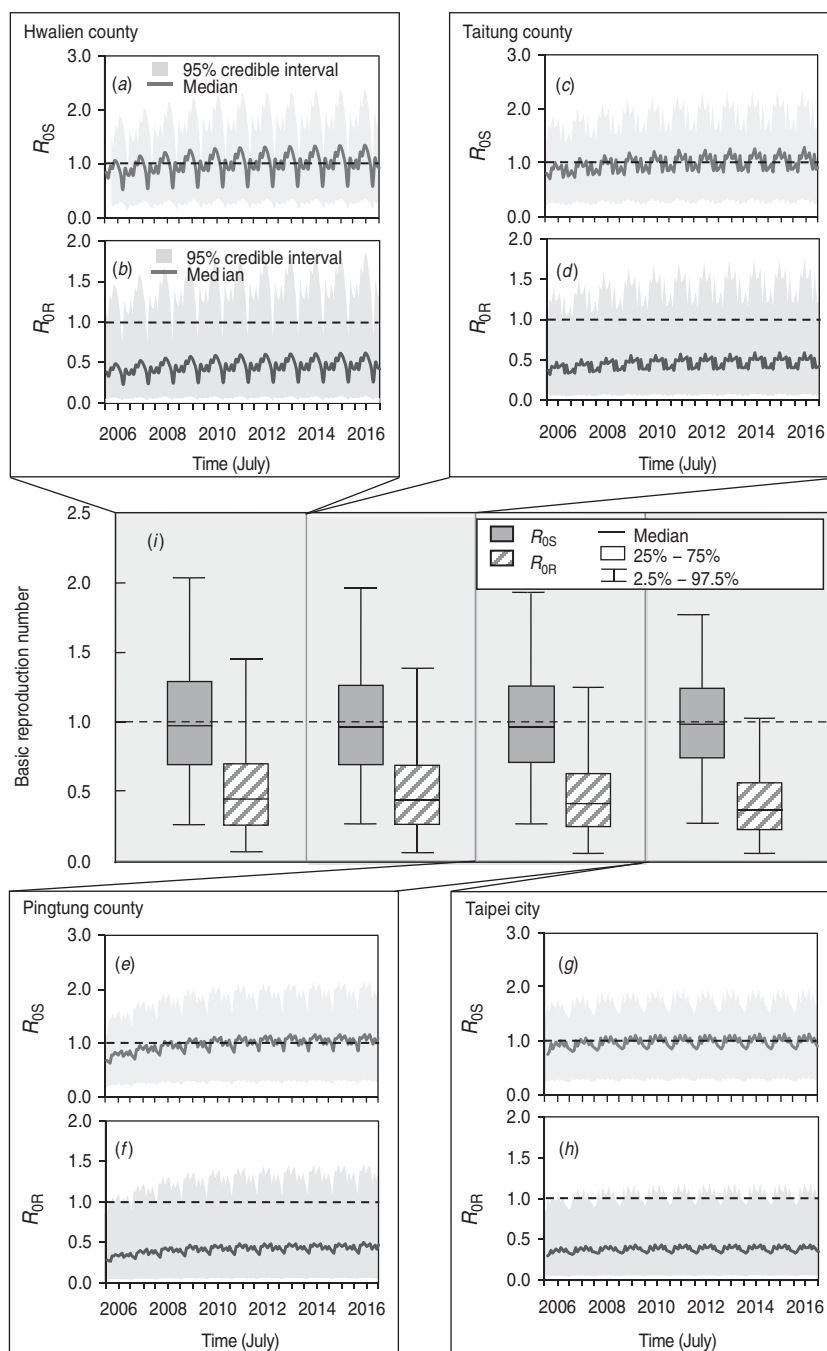 Hwalien county
3.0
2.0
1.0
0.0
R0S
(a)
95% credible interval
Median
2.0
1.5
1.0
0.5
0.0
R0R
(b)
95% credible interval
Median
2006 2008 2010 2012 2014 2016
Time (July)
Taitung county
3.0
2.0
1.0
0.0
R0S
(c)
2.0
1.5
1.0
0.5
0.0
R0R
(d)
2006 2008 2010 2012 2014 2016
Time (July)
2.5
2.0
1.5
1.0
0.5
0.0
Basic reproduction number
(i)
R0S
R0R
Median
25% – 75%
2.5% – 97.5%
Pingtung county
3.0
2.0
1.0
0.0
R0S
(e)
2.0
1.5
1.0
0.5
0.0
R0R
(f)
2006 2008 2010 2012 2014 2016
Time (July)
Taipei city
3.0
2.0
1.0
0.0
R0S
(g)
2.0
1.5
1.0
0.5
0.0
R0R
(h)
2006 2008 2010 2012 2014 2016
Time (July)